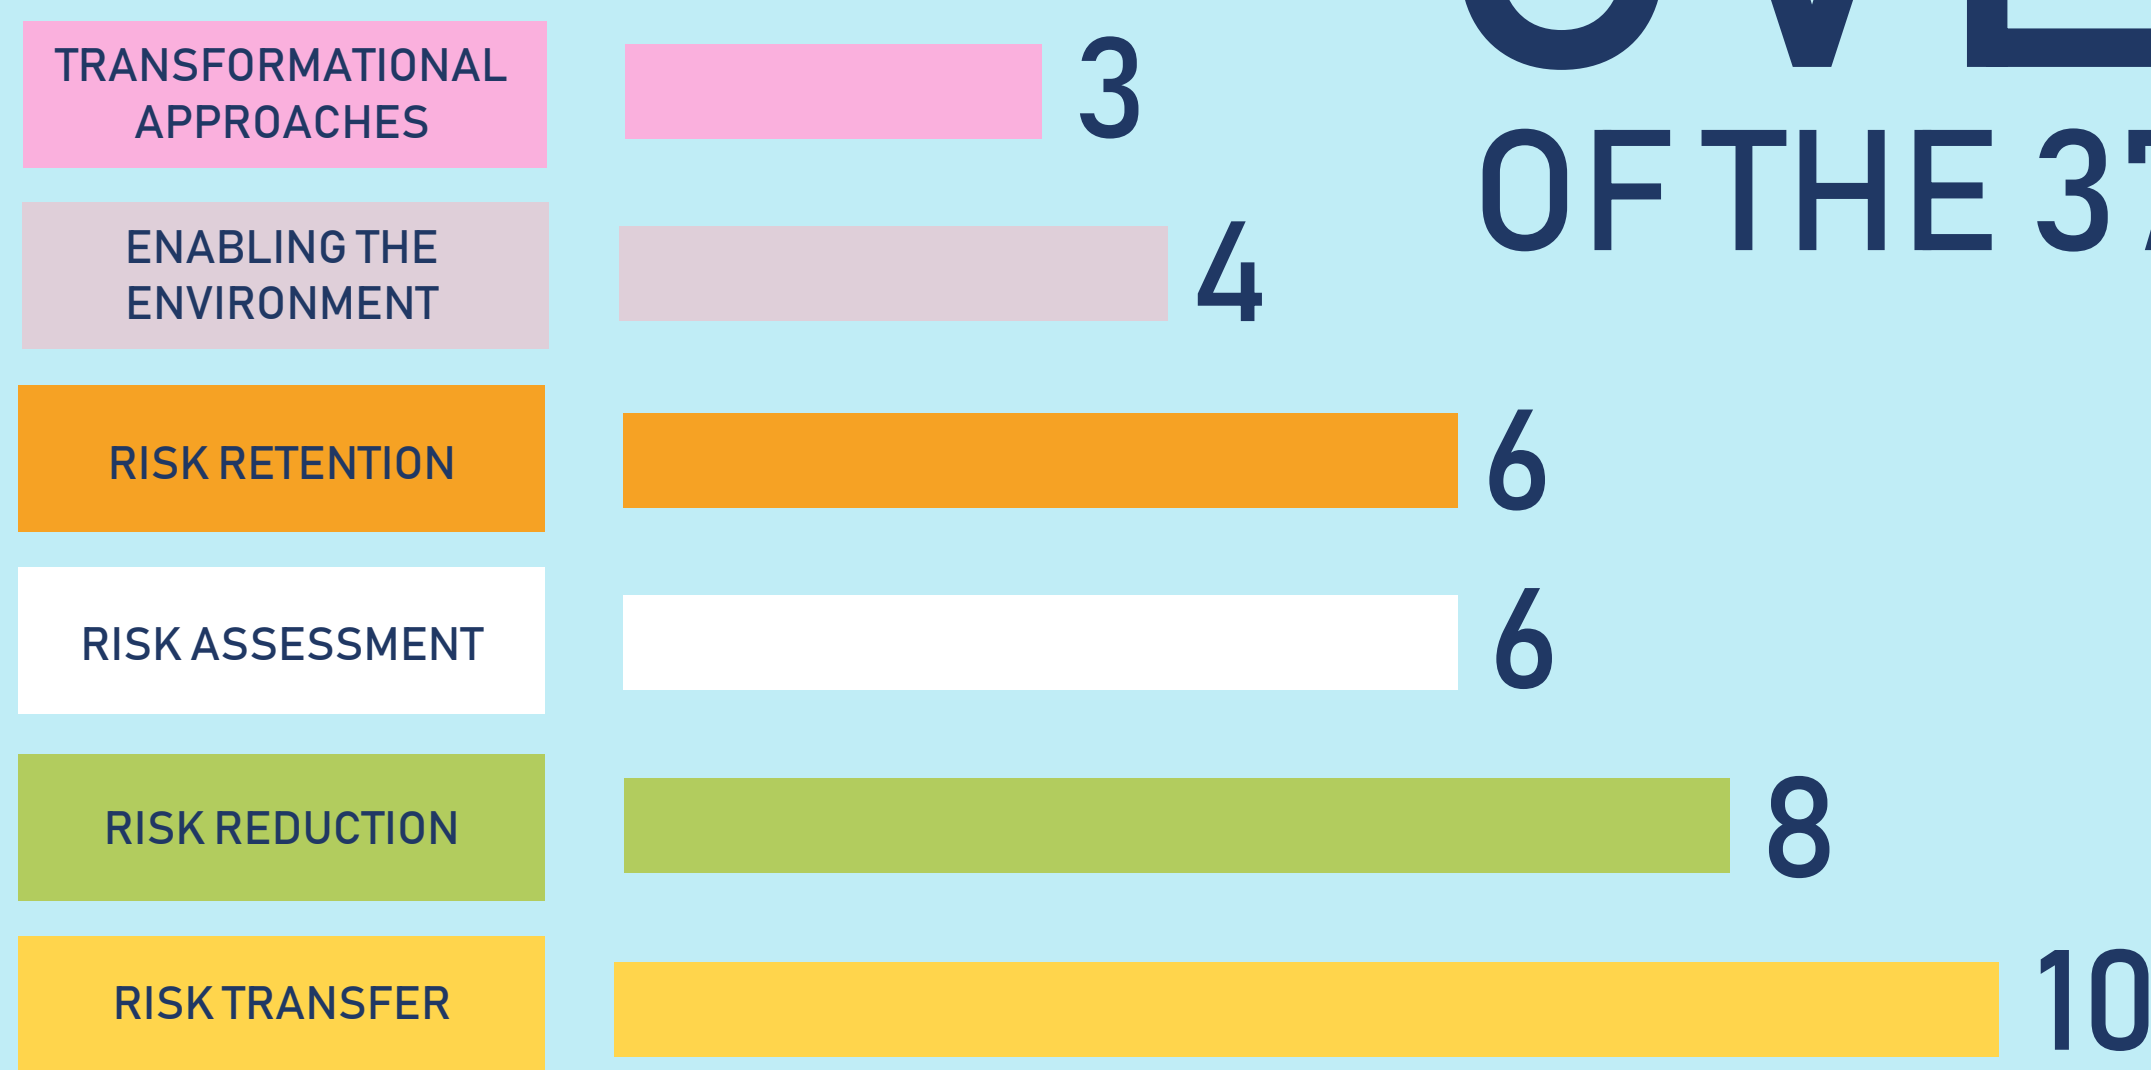 TRANSFORMATIONAL
APPROACHES
3
OF THE 37
ENABLING THE
ENVIRONMENT
4
RISK RETENTION
6
RISK ASSESSMENT
6
RISK REDUCTION
8
RISK TRANSFER
10